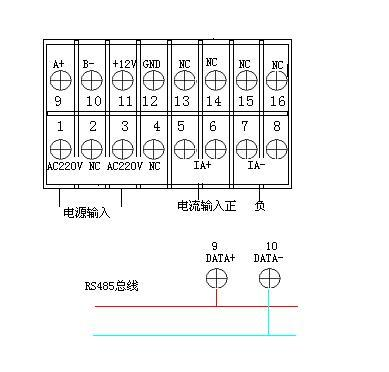 A+ B- +12V GND NC NC NC NC
9 10 11 12 13 14 15 16
1 2 3 4 5 6 7 8
AC220V NC AC220V NC IA+ IA-
电源输入 电流输入正 负
9 10
DATA+ DATA-
RS485总线